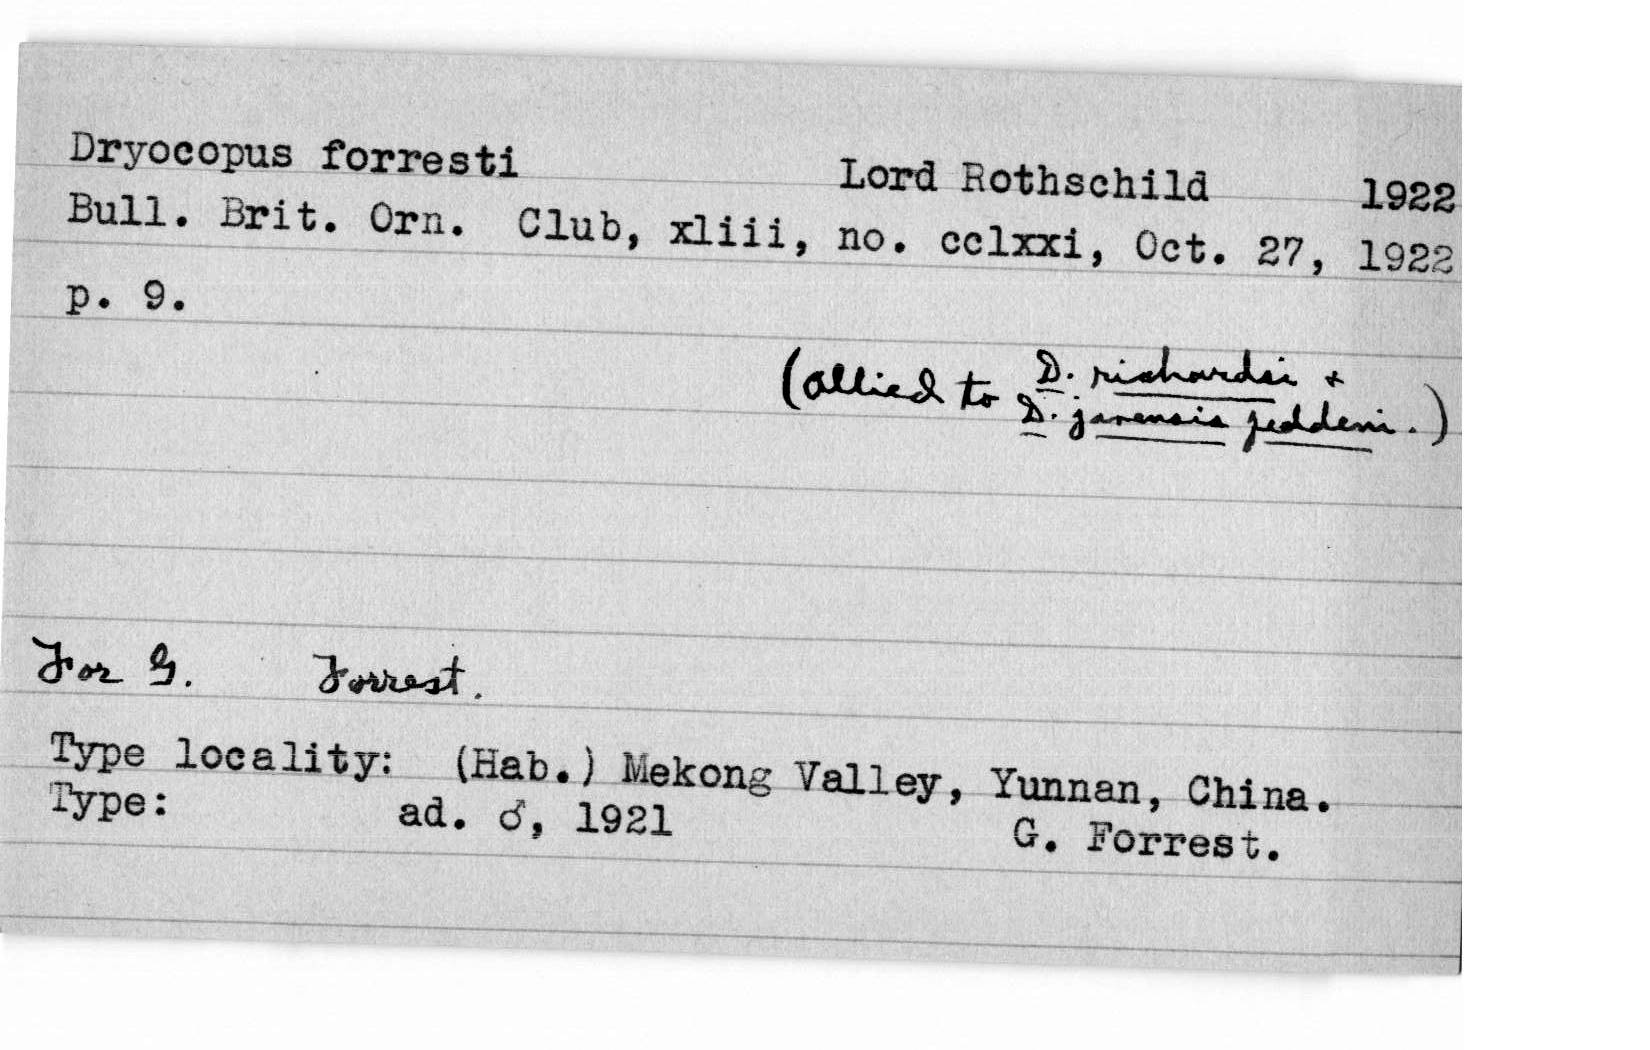 Dryocopus forresti Lord Rothschild 1922
Bull. Brit. Orn. Club, xliii, no. cclxxi, Oct. 27, 1922
p. 9.
(allied to D. richardsi +
D. javensis feddeni.)
For G. Forrest.
Type locality: (Hab.) Mekong Valley, Yunnan, China.
Type: ad. ♂, 1921 G. Forrest.